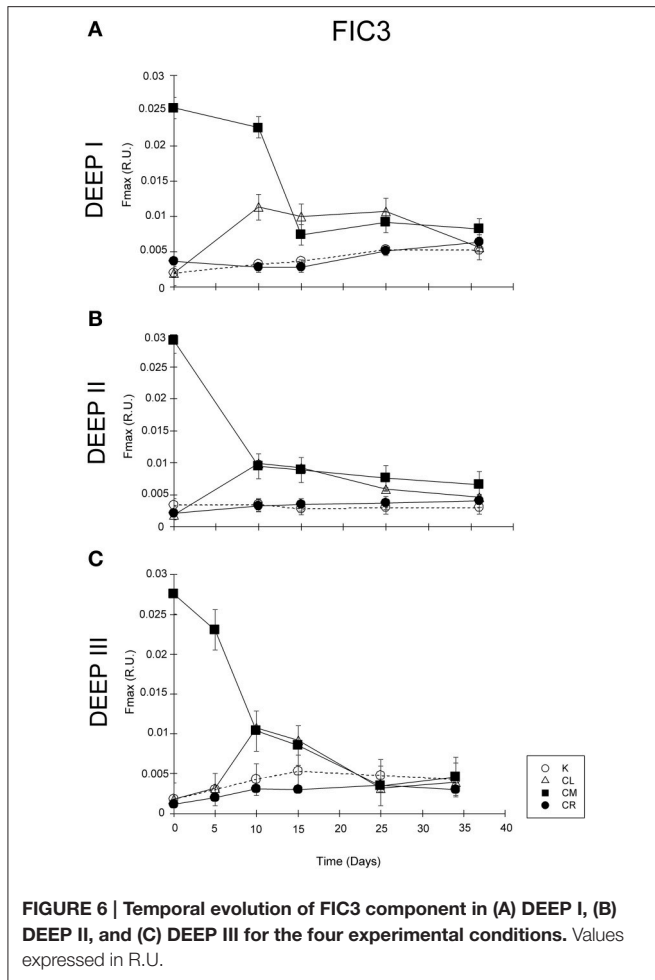 A
FIC3
DEEP I
Fmax (R.U.)
0.03
0.025
0.02
0.015
0.01
0.005
0
B
DEEP II
Fmax (R.U.)
0.03
0.025
0.02
0.015
0.01
0.005
0
C
DEEP III
Fmax (R.U.)
0.03
0.025
0.02
0.015
0.01
0.005
0
0 5 10 15 20 25 30 35 40
Time (Days)
K
CL
CM
CR
FIGURE 6 | Temporal evolution of FIC3 component in (A) DEEP I, (B)
DEEP II, and (C) DEEP III for the four experimental conditions. Values
expressed in R.U.